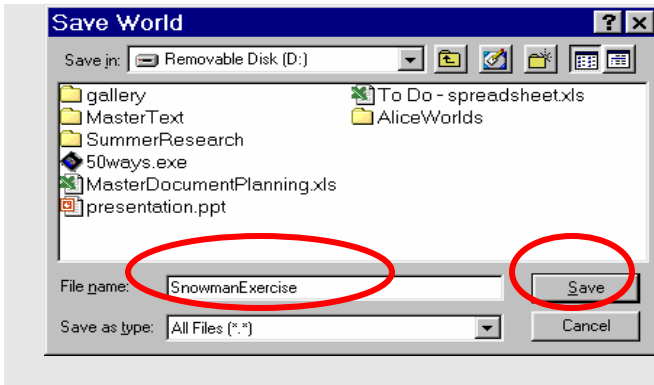 Save World
Save in: Removable Disk (D:)
gallery
MasterText
SummerResearch
50ways.exe
MasterDocumentPlanning.xls
presentation.ppt
To Do - spreadsheet.xls
AliceWorlds
File name: SnowmanExercise Save
Save as type: All Files (*.*) Cancel